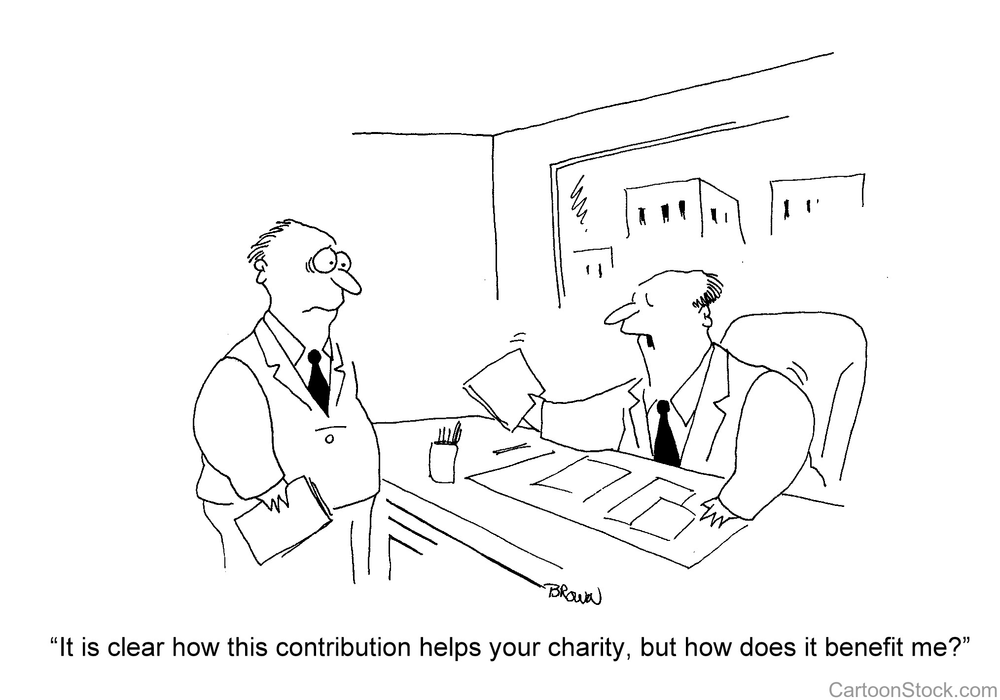 BROWN
“It is clear how this contribution helps your charity, but how does it benefit me?”
CartoonStock.com